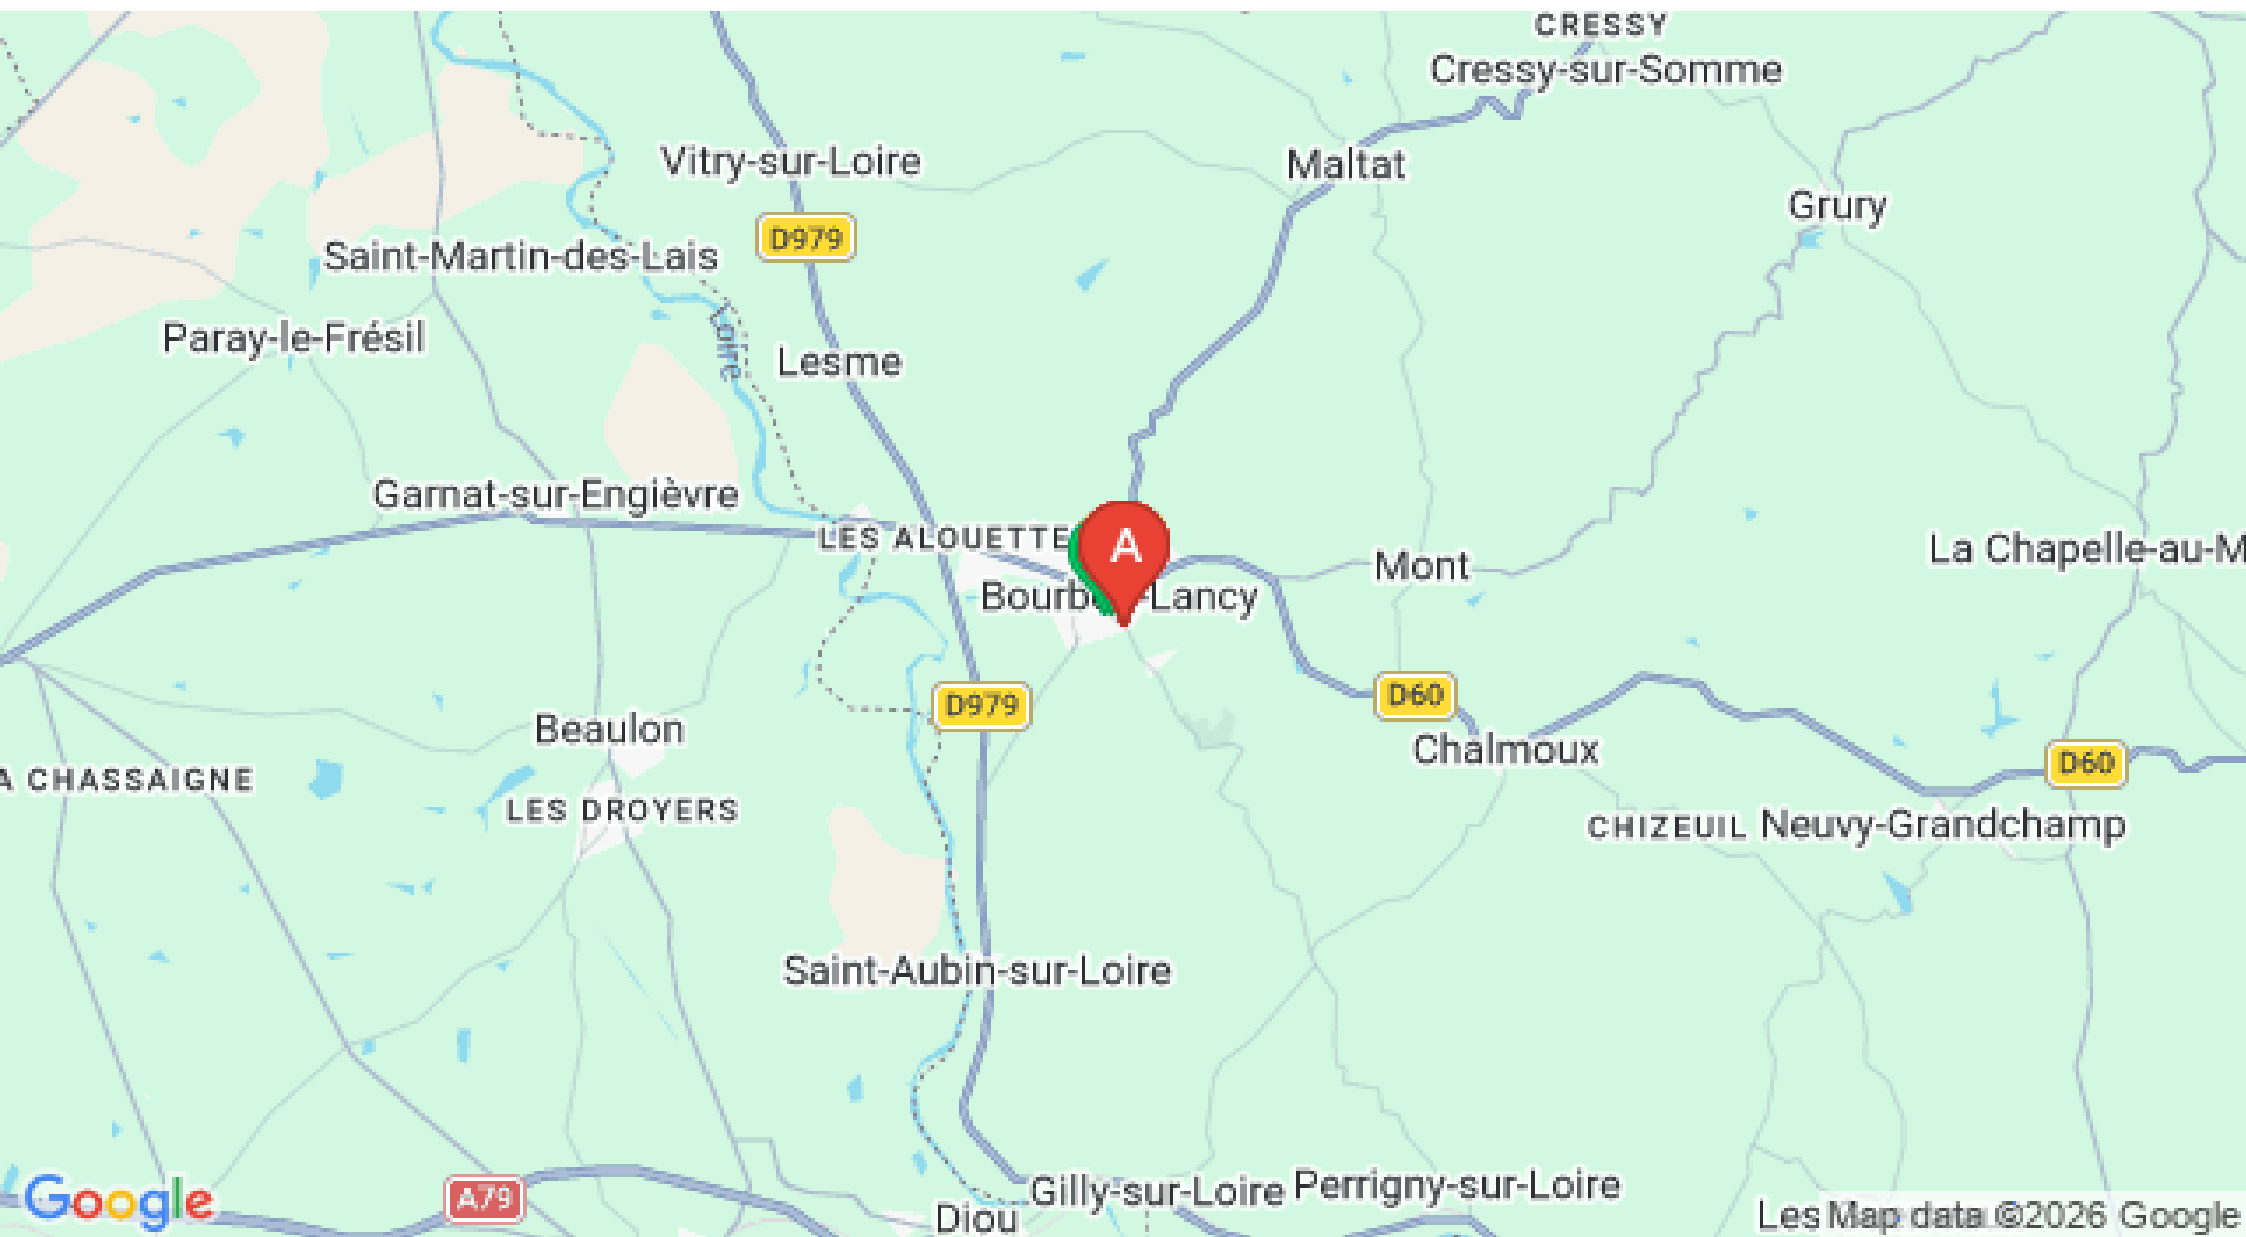 CRESSY
Cressy-sur-Somme
Vitry-sur-Loire
Maltat
Grury
D979
Saint-Martin-des-Lais
Paray-le-Frésil
Loire
Lesme
Garnat-sur-Engièvre
LES ALOUETTE
A
La Chapelle-au-M
Mont
Lancy
D979
D60
Beaulon
Chalmoux
D60
A CHASSAIGNE
LES DROYERS
CHIZEUIL
Neuvy-Grandchamp
Saint-Aubin-sur-Loire
Gilly-sur-Loire
Perrigny-sur-Loire
A79
Google
Diou
Les
Map data ©2026 Google